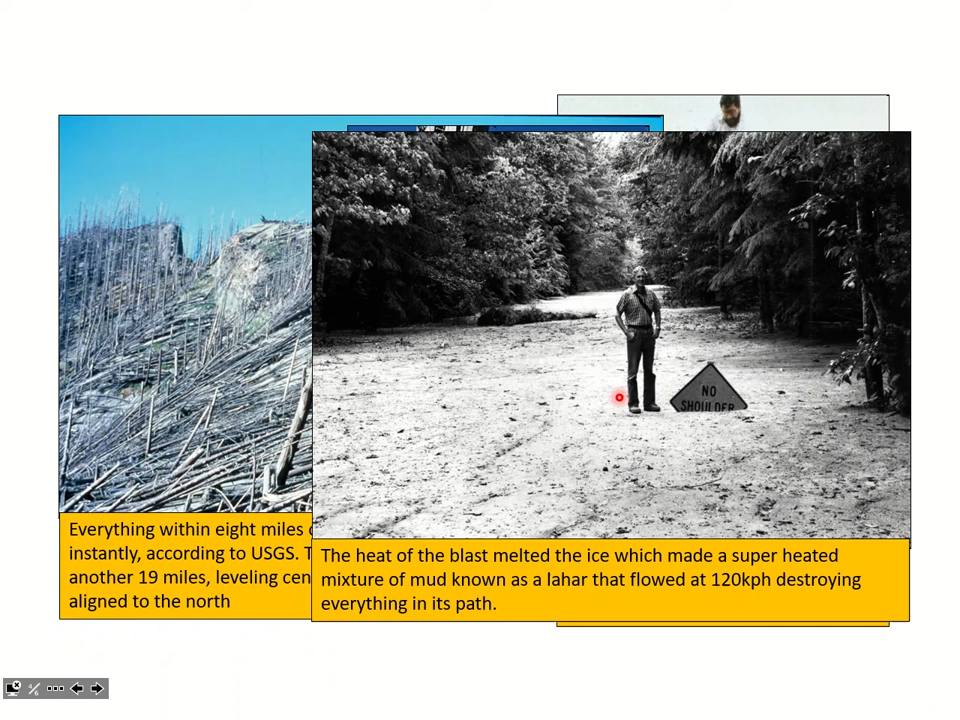 NO
SHOULDER
Everything within eight miles
instantly, according to USGS.
another 19 miles, leveling
aligned to the north
The heat of the blast melted the ice which made a super heated
mixture of mud known as a lahar that flowed at 120kph destroying
everything in its path.